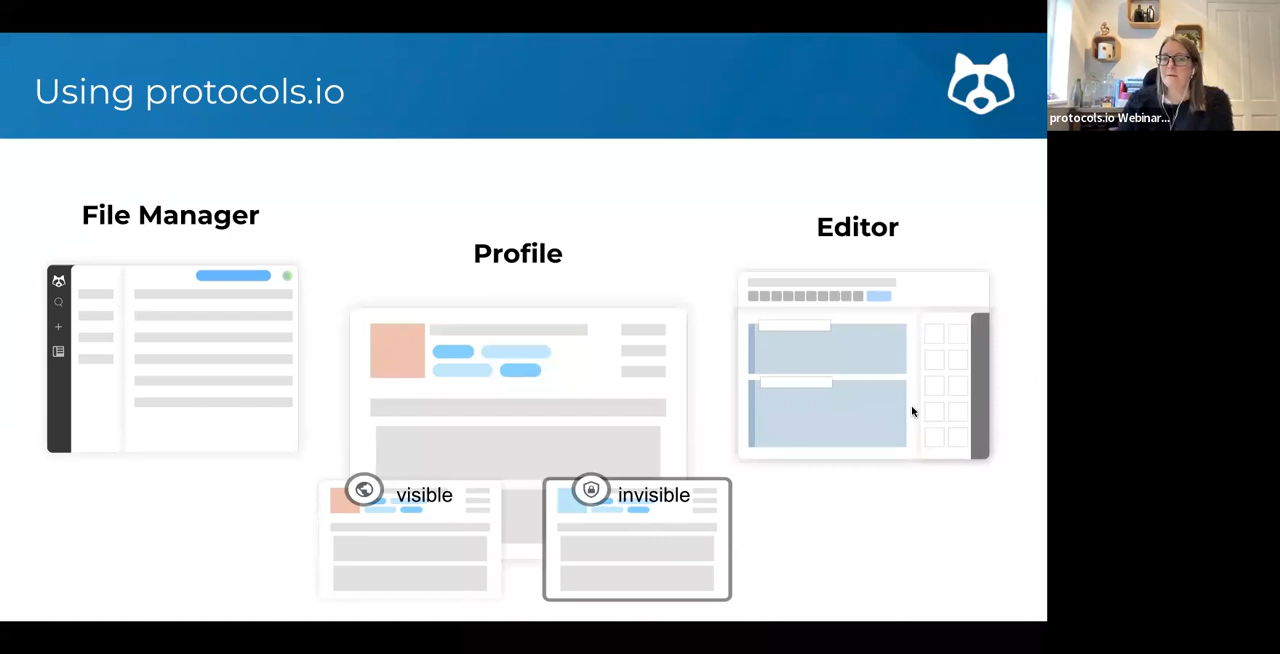 Using protocols.io
protocols.io Webinar...
File Manager
Profile
Editor
visible
invisible